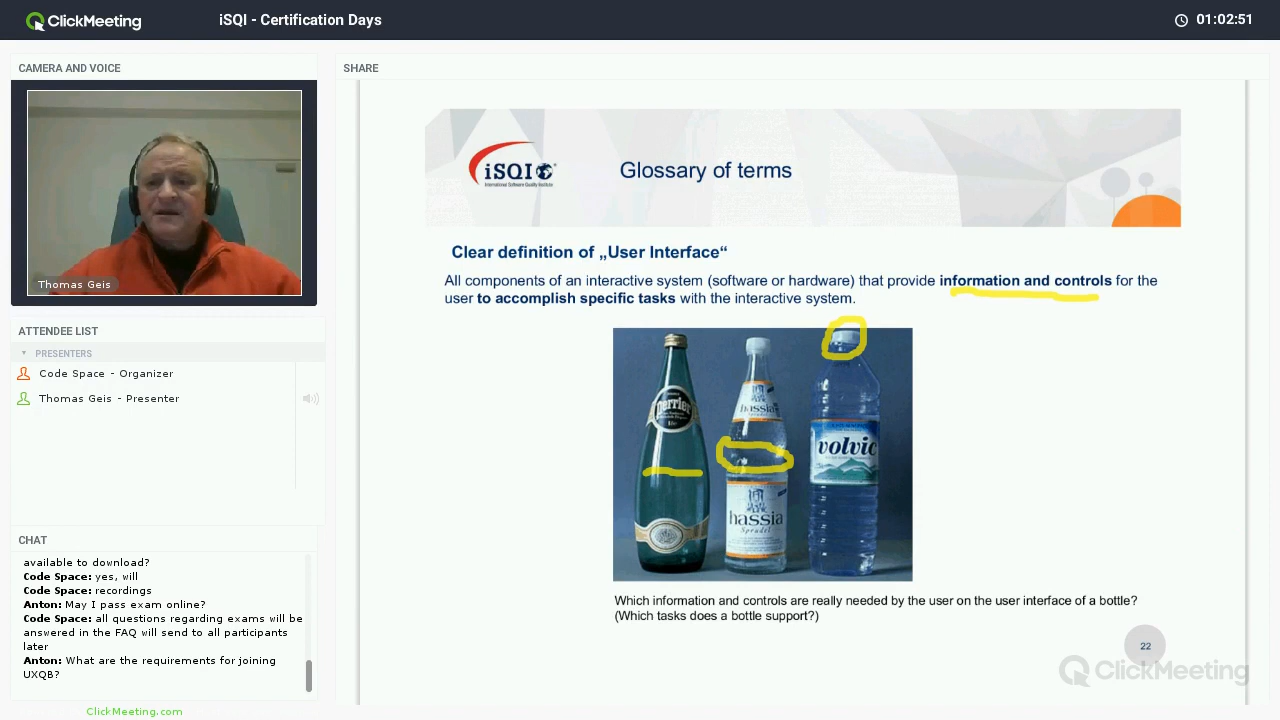 ClickMeeting
iSQI - Certification Days
01:02:51
CAMERA AND VOICE
Thomas Geis
ATTENDEE LIST
PRESENTERS
Code Space - Organizer
Thomas Geis - Presenter
CHAT
available to download?
Code Space: yes, will
Code Space: recordings
Anton: May I pass exam online?
Code Space: all questions regarding exams will be
answered in the FAQ will send to all participants
later
Anton: What are the requirements for joining
UXQB?
ClickMeeting.com
SHARE
iSQI
International Software Quality Institute
Glossary of terms
Clear definition of „User Interface“
All components of an interactive system (software or hardware) that provide information and controls for the
user to accomplish specific tasks with the interactive system.
Perrier
hassia
volvic
hassia
Sprudel
Which information and controls are really needed by the user on the user interface of a bottle?
(Which tasks does a bottle support?)
22
ClickMeeting